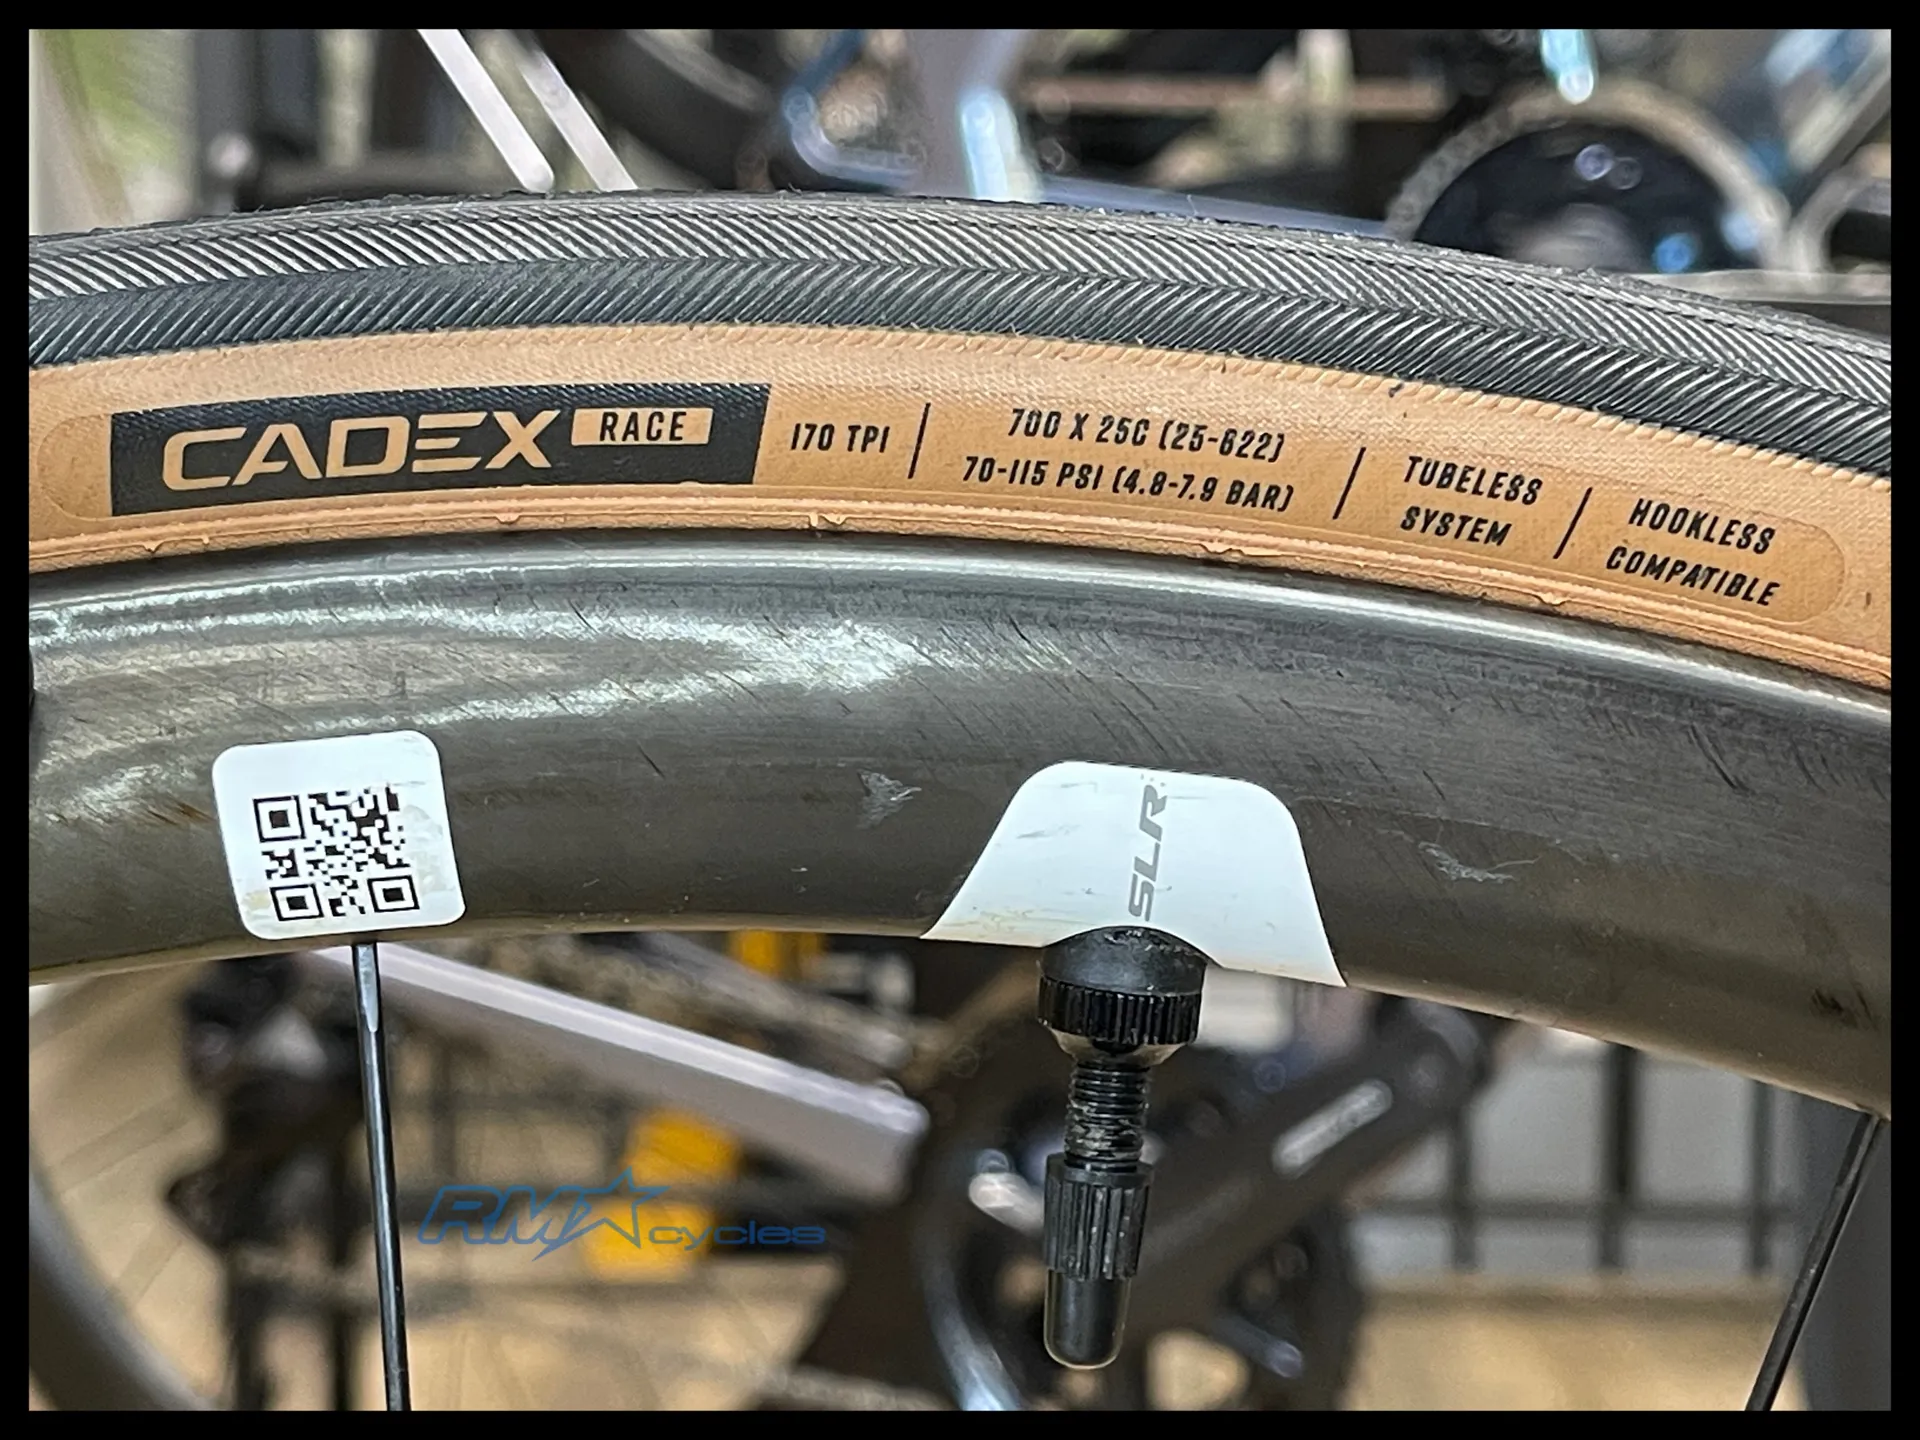 CADEX RACE
170 TPI
700 X 25C (25-622)
70-115 PSI (4.8-7.9 BAR)
TUBELESS
SYSTEM
HOOKLESS
COMPATIBLE
SLR
RMX cycles